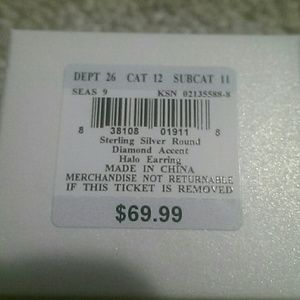 DEPT 26 CAT 12 SUBCAT 11
SEAS 9 KSN 02135588-8
8 38108 01911 8
Sterling Silver Round
Diamond Accent
Halo Earring
MADE IN CHINA
MERCHANDISE NOT RETURNABLE
IF THIS TICKET IS REMOVED
$69.99